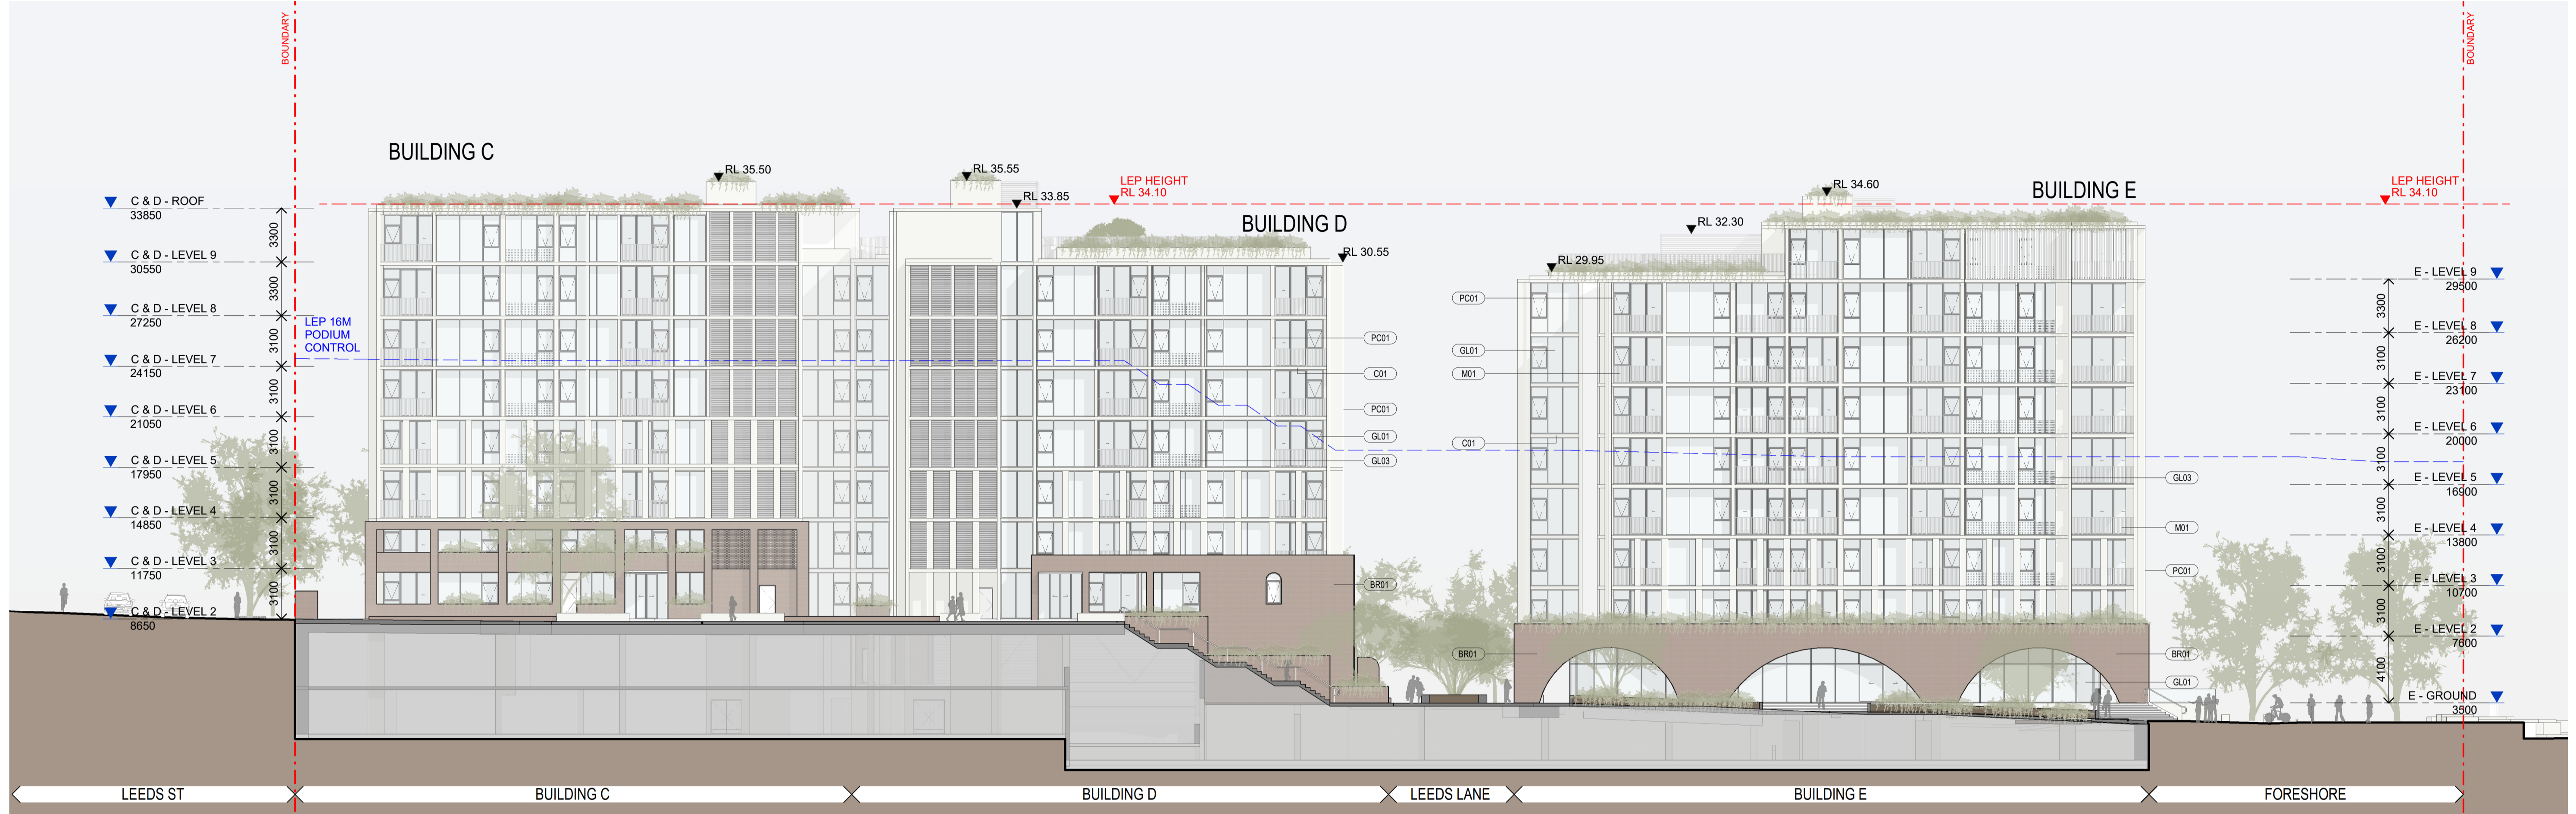 BOUNDARY
BOUNDARY
BUILDING C
RL 35.50
RL 35.55
RL 33.85
LEP HEIGHT
RL 34.10
BUILDING D
RL 30.55
RL 34.60
BUILDING E
LEP HEIGHT
RL 34.10
RL 32.30
RL 29.95
C & D - ROOF
33850
3300
C & D - LEVEL 9
30550
3300
C & D - LEVEL 8
27250
3100
C & D - LEVEL 7
24150
3100
C & D - LEVEL 6
21050
3100
C & D - LEVEL 5
17950
3100
C & D - LEVEL 4
14850
3100
C & D - LEVEL 3
11750
3100
C & D - LEVEL 2
8650
LEP 16M
PODIUM
CONTROL
PC01
C01
PC01
GL01
GL03
BR01
PC01
GL01
M01
C01
BR01
GL03
M01
PC01
BR01
GL01
E - LEVEL 9
29500
3300
E - LEVEL 8
26200
3100
E - LEVEL 7
23100
3100
E - LEVEL 6
20000
3100
E - LEVEL 5
16900
3100
E - LEVEL 4
13800
3100
E - LEVEL 3
10700
3100
E - LEVEL 2
7600
4100
E - GROUND
3500
LEEDS ST
BUILDING C
BUILDING D
LEEDS LANE
BUILDING E
FORESHORE